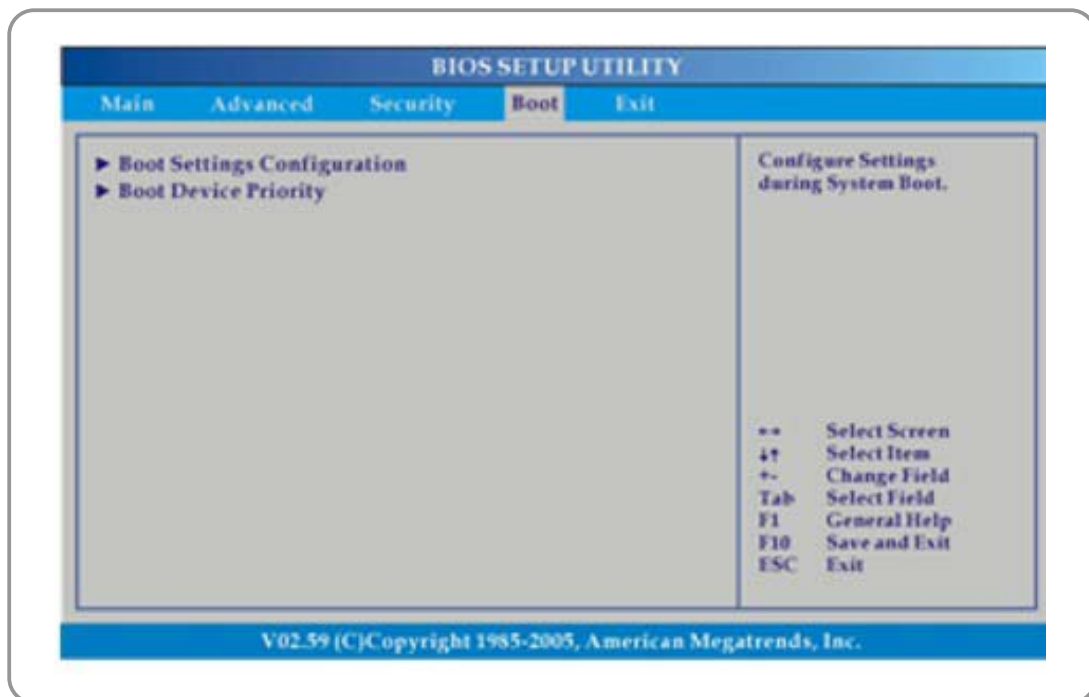 BIOS SETUP UTILITY
Main Advanced Security Boot Exit
► Boot Settings Configuration
► Boot Device Priority
Configure Settings
during System Boot.
←→ Select Screen
↓↑ Select Item
+- Change Field
Tab Select Field
F1 General Help
F10 Save and Exit
ESC Exit
V02.59 (C)Copyright 1985-2005, American Megatrends, Inc.